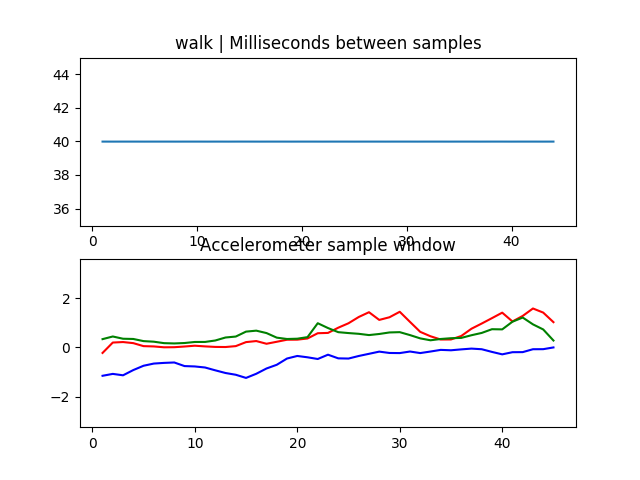 walk | Milliseconds between samples
44
42
40
38
36
0 10 20 30 40
Accelerometer sample window
2
0
−2
0 10 20 30 40